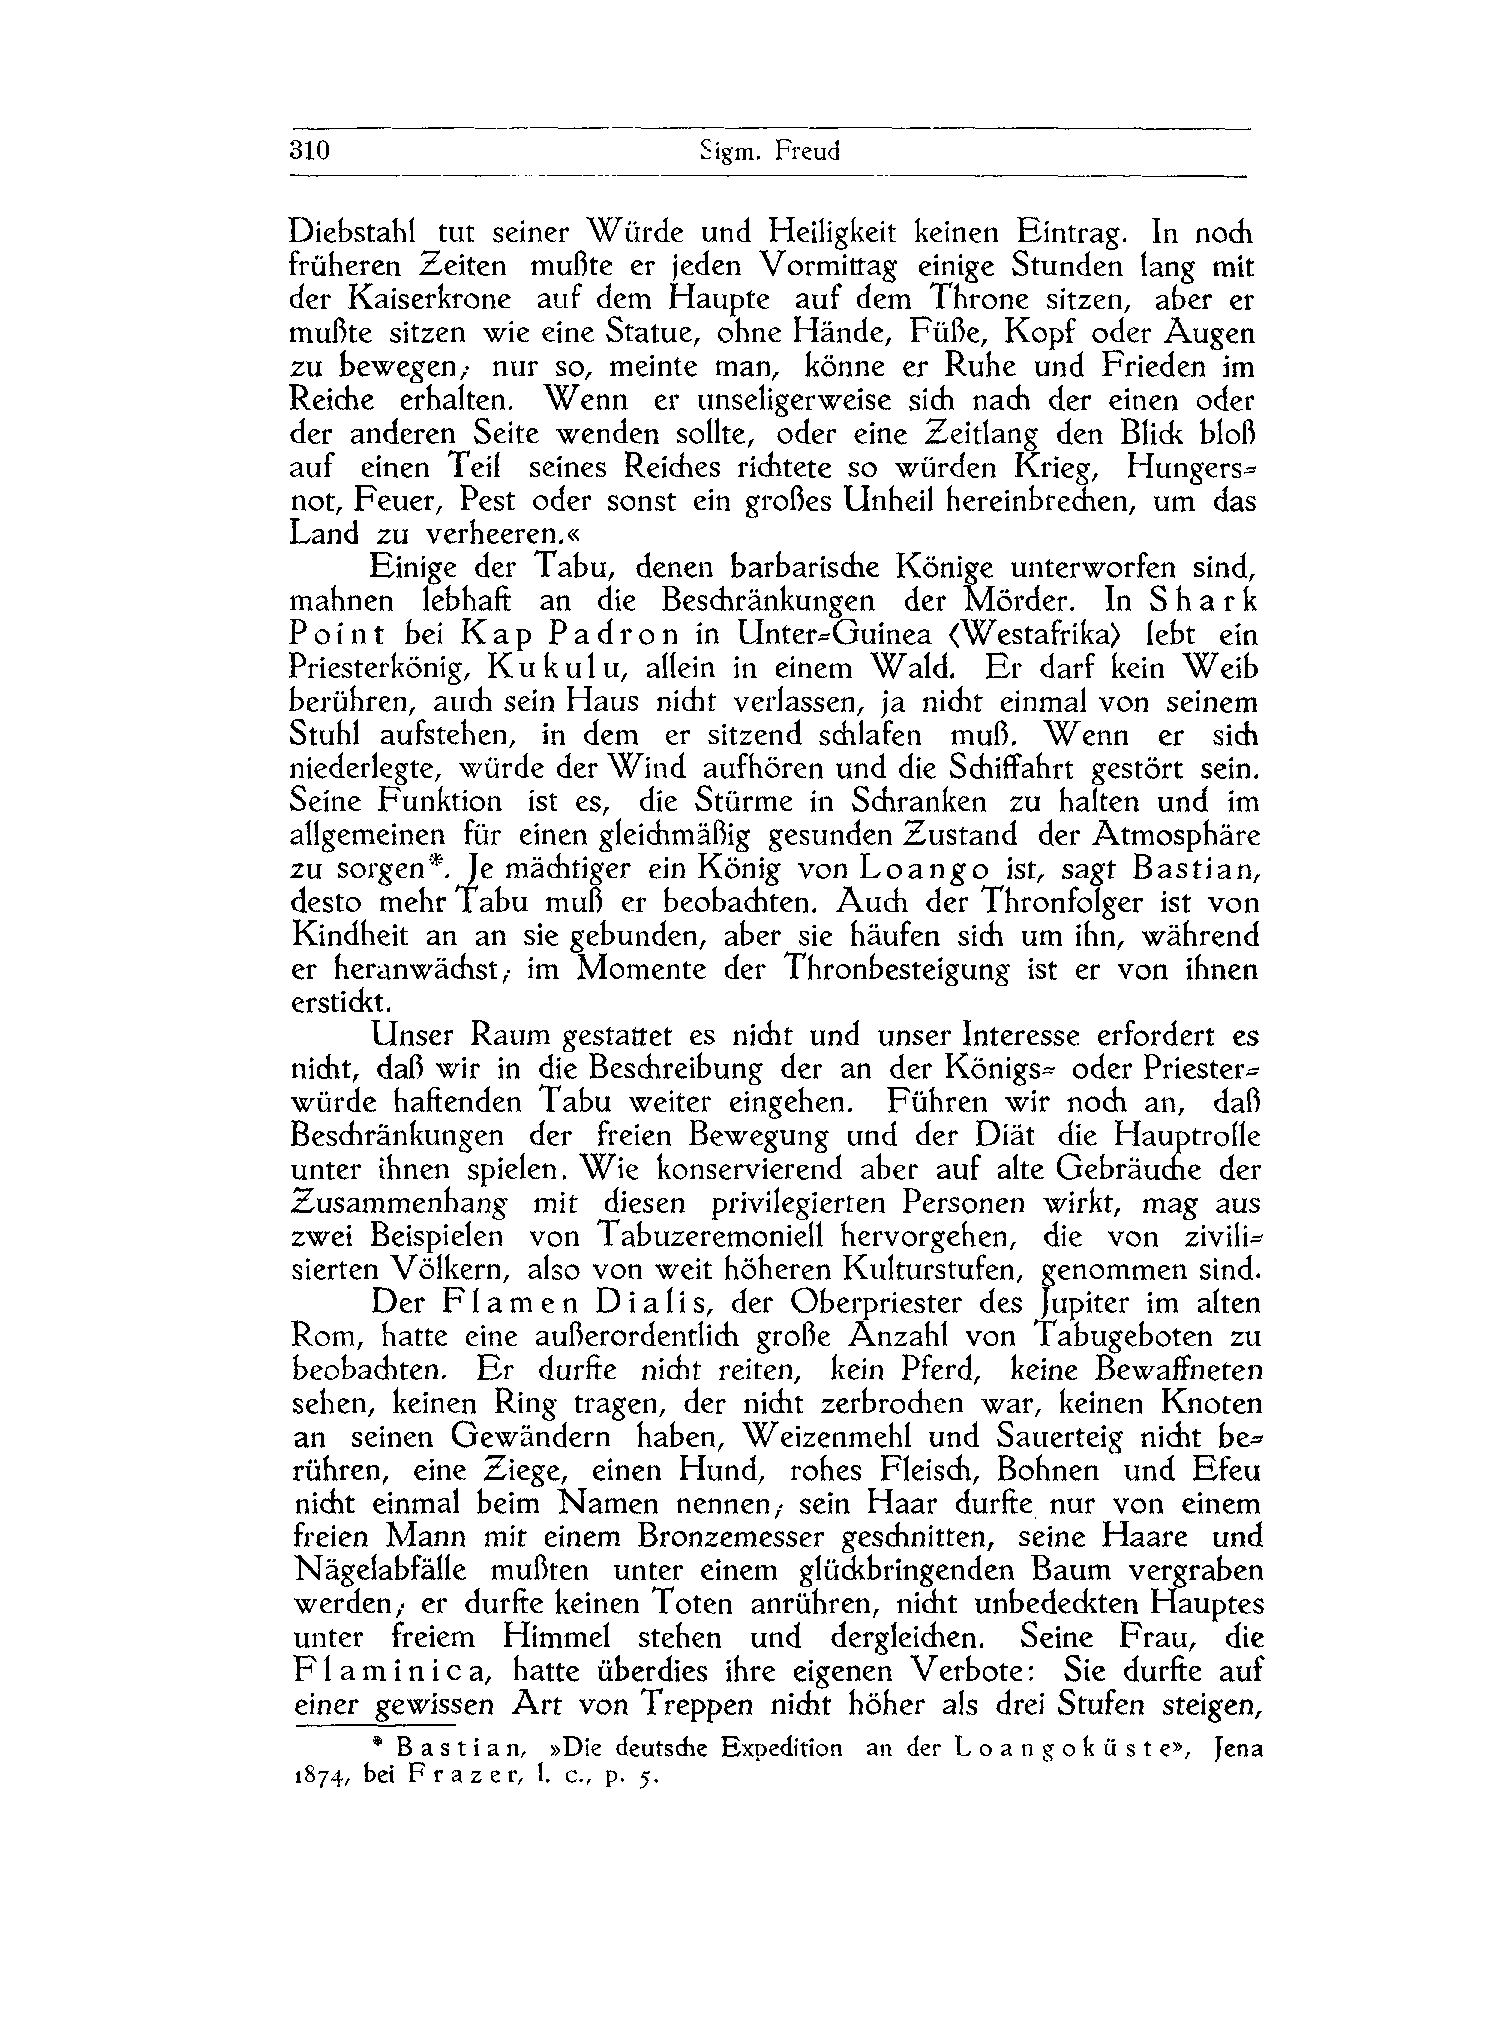 310 Sigm. Freud
Diebstahl tut seiner Würde und Heiligkeit keinen Eintrag. In noch
früheren Zeiten mußte er jeden Vormittag einige Stunden lang mit
der Kaiserkrone auf dem Haupte auf dem Throne sitzen, aber er
mußte sitzen wie eine Statue, ohne Hände, Füße, Kopf oder Augen
zu bewegen; nur so, meinte man, könne er Ruhe und Frieden im
Reiche erhalten. Wenn er unseligerweise sich nach der einen oder
der anderen Seite wenden sollte, oder eine Zeitlang den Blick bloß
auf einen Teil seines Reiches richtete so würden Krieg, Hungers-
not, Feuer, Pest oder sonst ein großes Unheil hereinbrechen, um das
Land zu verheeren.«
Einige der Tabu, denen barbarische Könige unterworfen sind,
mahnen lebhaft an die Beschränkungen der Mörder. In Shark
Point bei Kap Padron in Unter-Guinea (Westafrika) lebt ein
Priesterkönig, Kukulu, allein in einem Wald. Er darf kein Weib
berühren, auch sein Haus nicht verlassen, ja nicht einmal von seinem
Stuhl aufstehen, in dem er sitzend schlafen muß. Wenn er sich
niederlegte, würde der Wind aufhören und die Schiffahrt gestört sein.
Seine Funktion ist es, die Stürme in Schranken zu halten und im
allgemeinen für einen gleichmäßig gesunden Zustand der Atmosphäre
zu sorgen*. Je mächtiger ein König von Loango ist, sagt Bastian,
desto mehr Tabu muß er beobachten. Auch der Thronfolger ist von
Kindheit an an sie gebunden, aber sie häufen sich um ihn, während
er heranwächst; im Momente der Thronbesteigung ist er von ihnen
erstickt.
Unser Raum gestattet es nicht und unser Interesse erfordert es
nicht, daß wir in die Beschreibung der an der Königs- oder Priester-
würde haftenden Tabu weiter eingehen. Führen wir noch an, daß
Beschränkungen der freien Bewegung und der Diät die Hauptrolle
unter ihnen spielen. Wie konservierend aber auf alte Gebräuche der
Zusammenhang mit diesen privilegierten Personen wirkt, mag aus
zwei Beispielen von Tabuzeremoniell hervorgehen, die von zivili-
sierten Völkern, also von weit höheren Kulturstufen, genommen sind.
Der Flamen Dialis, der Oberpriester des Jupiter im alten
Rom, hatte eine außerordentlich große Anzahl von Tabugeboten zu
beobachten. Er durfte nicht reiten, kein Pferd, keine Bewaffneten
sehen, keinen Ring tragen, der nicht zerbrochen war, keinen Knoten
an seinen Gewändern haben, Weizenmehl und Sauerteig nicht be-
rühren, eine Ziege, einen Hund, rohes Fleisch, Bohnen und Efeu
nicht einmal beim Namen nennen; sein Haar durfte nur von einem
freien Mann mit einem Bronzemesser geschnitten, seine Haare und
Nägelabfälle mußten unter einem glückbringenden Baum vergraben
werden; er durfte keinen Toten anrühren, nicht unbedeckten Hauptes
unter freiem Himmel stehen und dergleichen. Seine Frau, die
Flaminica, hatte überdies ihre eigenen Verbote: Sie durfte auf
einer gewissen Art von Treppen nicht höher als drei Stufen steigen,
* Bastian, »Die deutsche Expedition an der Loangoküste», Jena
1874, bei Frazer, l. c., p. 5.